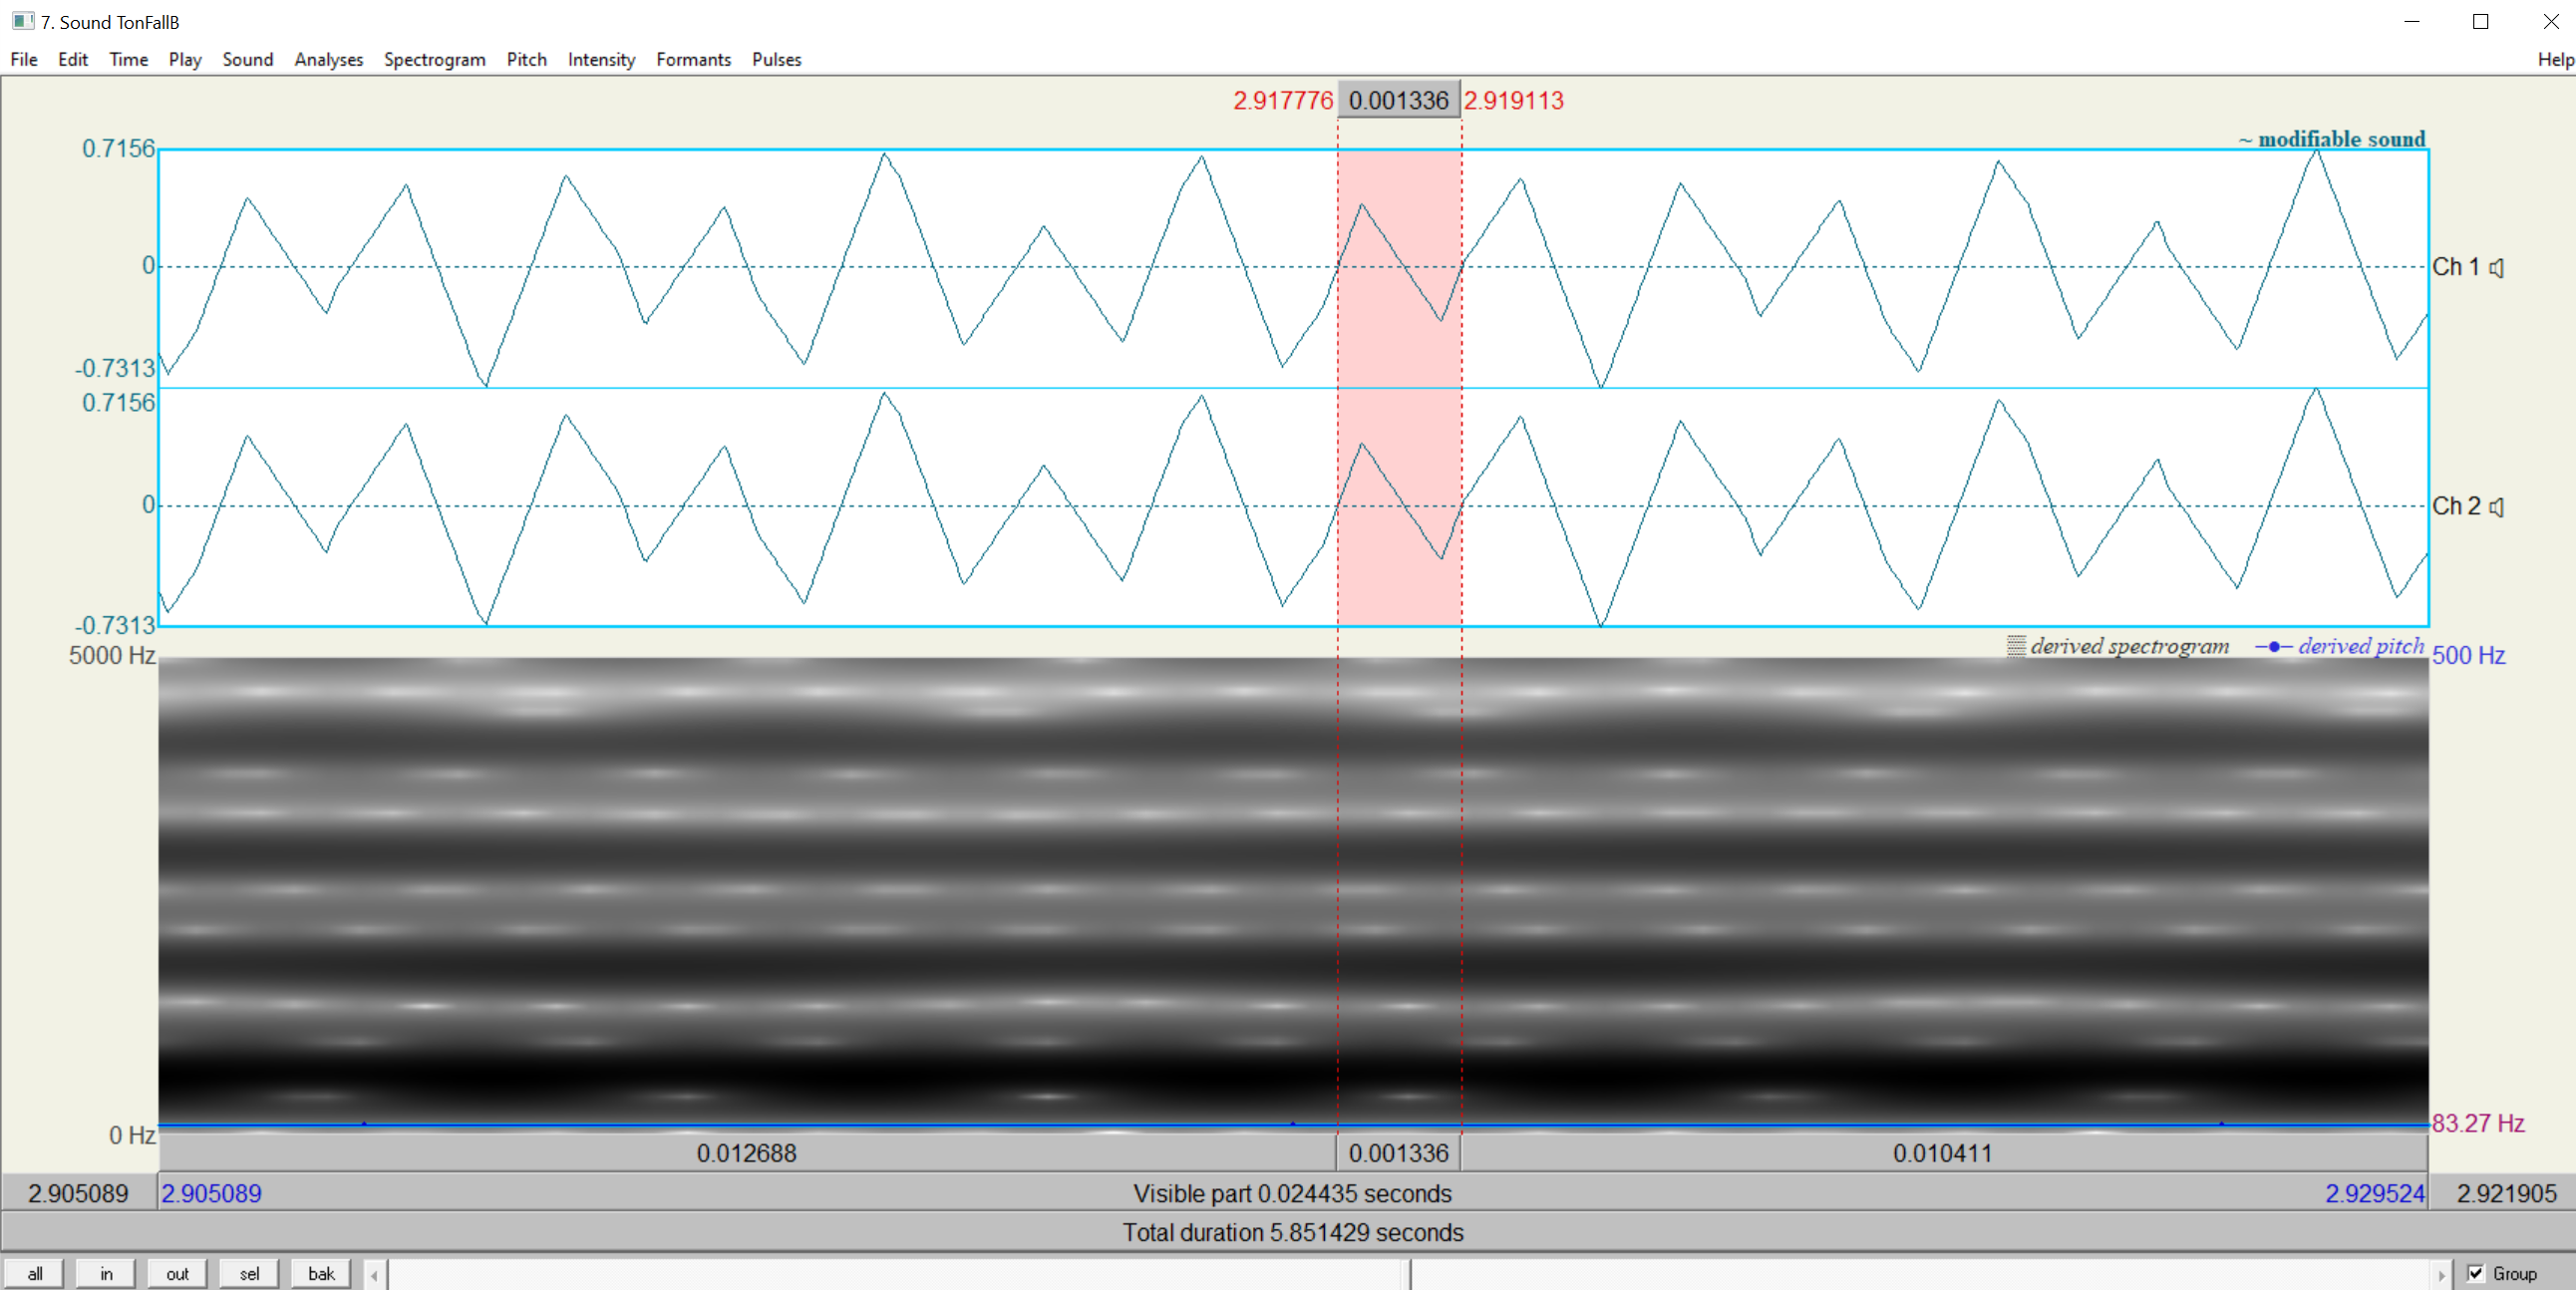 7. Sound TonFallB
File Edit Time Play Sound Analyses Spectrogram Pitch Intensity Formants Pulses Help
2.917776 0.001336 2.919113
~ modifiable sound
0.7156
0
-0.7313
Ch 1
0.7156
0
-0.7313
Ch 2
derived spectrogram derived pitch
5000 Hz 500 Hz
0 Hz 83.27 Hz
0.012688 0.001336 0.010411
2.905089 2.905089 Visible part 0.024435 seconds 2.929524 2.921905
Total duration 5.851429 seconds
all in out sel bak Group